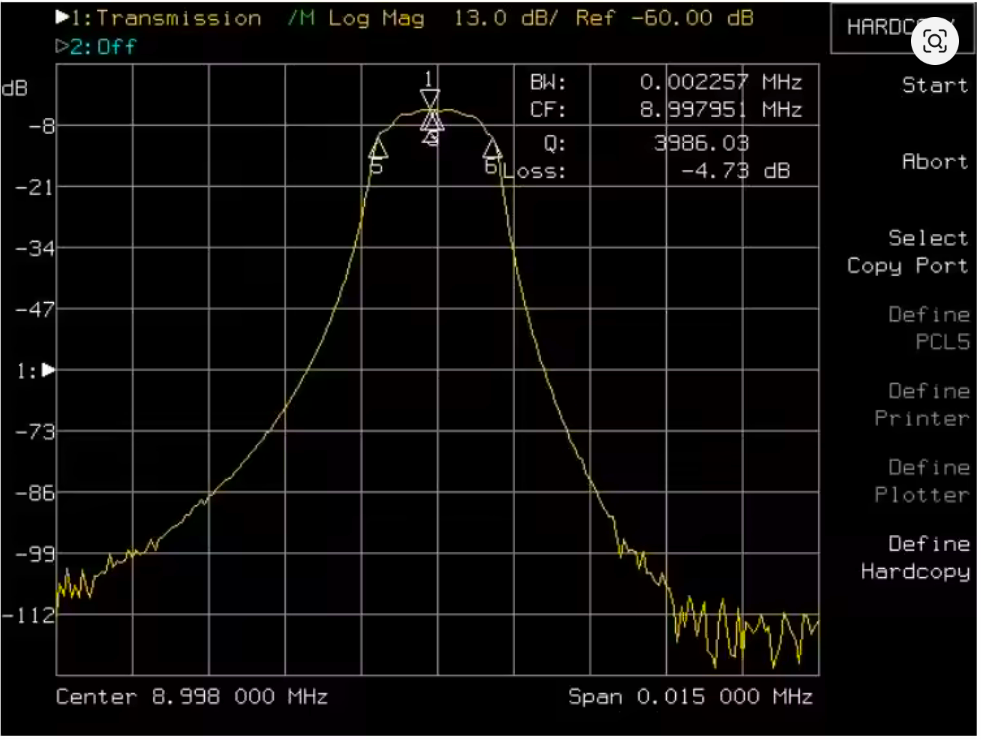 ▶1:Transmission /M Log Mag 13.0 dB/ Ref -60.00 dB
▷2:Off
dB
BW: 0.002257 MHz
CF: 8.997951 MHz
Q: 3986.03
Loss: -4.73 dB
1
5
6
-8
-21
-34
-47
1:▶
-73
-86
-99
-112
Center 8.998 000 MHz
Span 0.015 000 MHz
Start
Abort
Select
Copy Port
Define
PCL5
Define
Printer
Define
Plotter
Define
Hardcopy